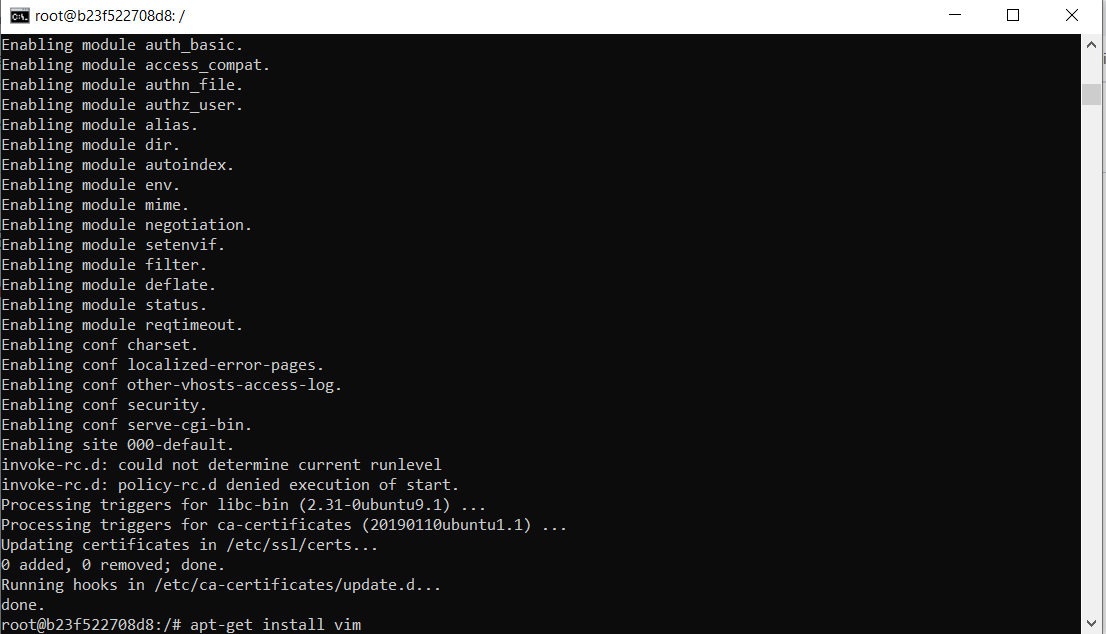 root@b23f522708d8: /
Enabling module auth_basic.
Enabling module access_compat.
Enabling module authn_file.
Enabling module authz_user.
Enabling module alias.
Enabling module dir.
Enabling module autoindex.
Enabling module env.
Enabling module mime.
Enabling module negotiation.
Enabling module setenvif.
Enabling module filter.
Enabling module deflate.
Enabling module status.
Enabling module reqtimeout.
Enabling conf charset.
Enabling conf localized-error-pages.
Enabling conf other-vhosts-access-log.
Enabling conf security.
Enabling conf serve-cgi-bin.
Enabling site 000-default.
invoke-rc.d: could not determine current runlevel
invoke-rc.d: policy-rc.d denied execution of start.
Processing triggers for libc-bin (2.31-0ubuntu9.1) ...
Processing triggers for ca-certificates (20190110ubuntu1.1) ...
Updating certificates in /etc/ssl/certs...
0 added, 0 removed; done.
Running hooks in /etc/ca-certificates/update.d...
done.
root@b23f522708d8:/# apt-get install vim